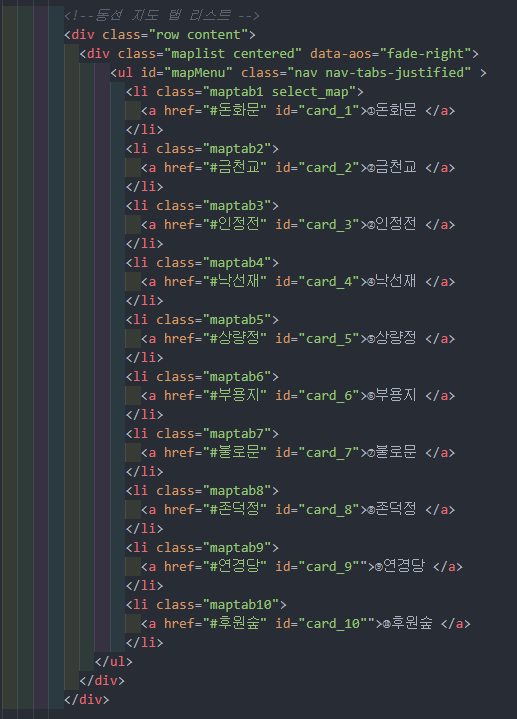 <!--동선 지도 탭 리스트 -->
<div class="row content">
<div class="maplist centered" data-aos="fade-right">
<ul id="mapMenu" class="nav nav-tabs-justified" >
<li class="maptab1 select_map">
<a href="#돈화문" id="card_1">①돈화문 </a>
</li>
<li class="maptab2">
<a href="#금천교" id="card_2">②금천교 </a>
</li>
<li class="maptab3">
<a href="#인정전" id="card_3">③인정전 </a>
</li>
<li class="maptab4">
<a href="#낙선재" id="card_4">④낙선재 </a>
</li>
<li class="maptab5">
<a href="#상량정" id="card_5">⑤상량정 </a>
</li>
<li class="maptab6">
<a href="#부용지" id="card_6">⑥부용지 </a>
</li>
<li class="maptab7">
<a href="#불로문" id="card_7">⑦불로문 </a>
</li>
<li class="maptab8">
<a href="#존덕정" id="card_8">⑧존덕정 </a>
</li>
<li class="maptab9">
<a href="#연경당" id="card_9"">⑨연경당 </a>
</li>
<li class="maptab10">
<a href="#후원숲" id="card_10"">⑩후원숲 </a>
</li>
</ul>
</div>
</div>